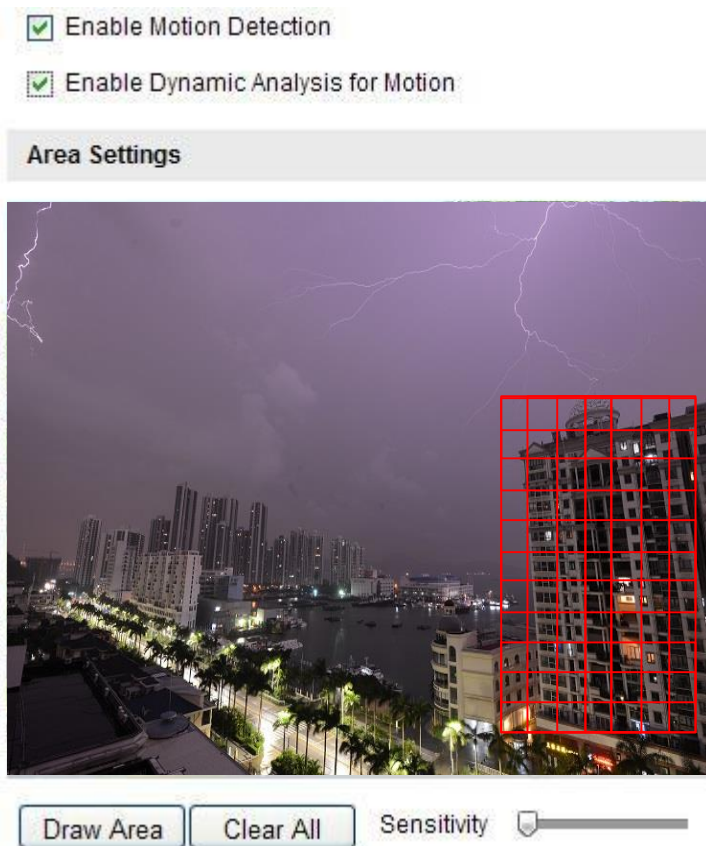 Enable Motion Detection
Enable Dynamic Analysis for Motion
Area Settings
Draw Area
Clear All
Sensitivity